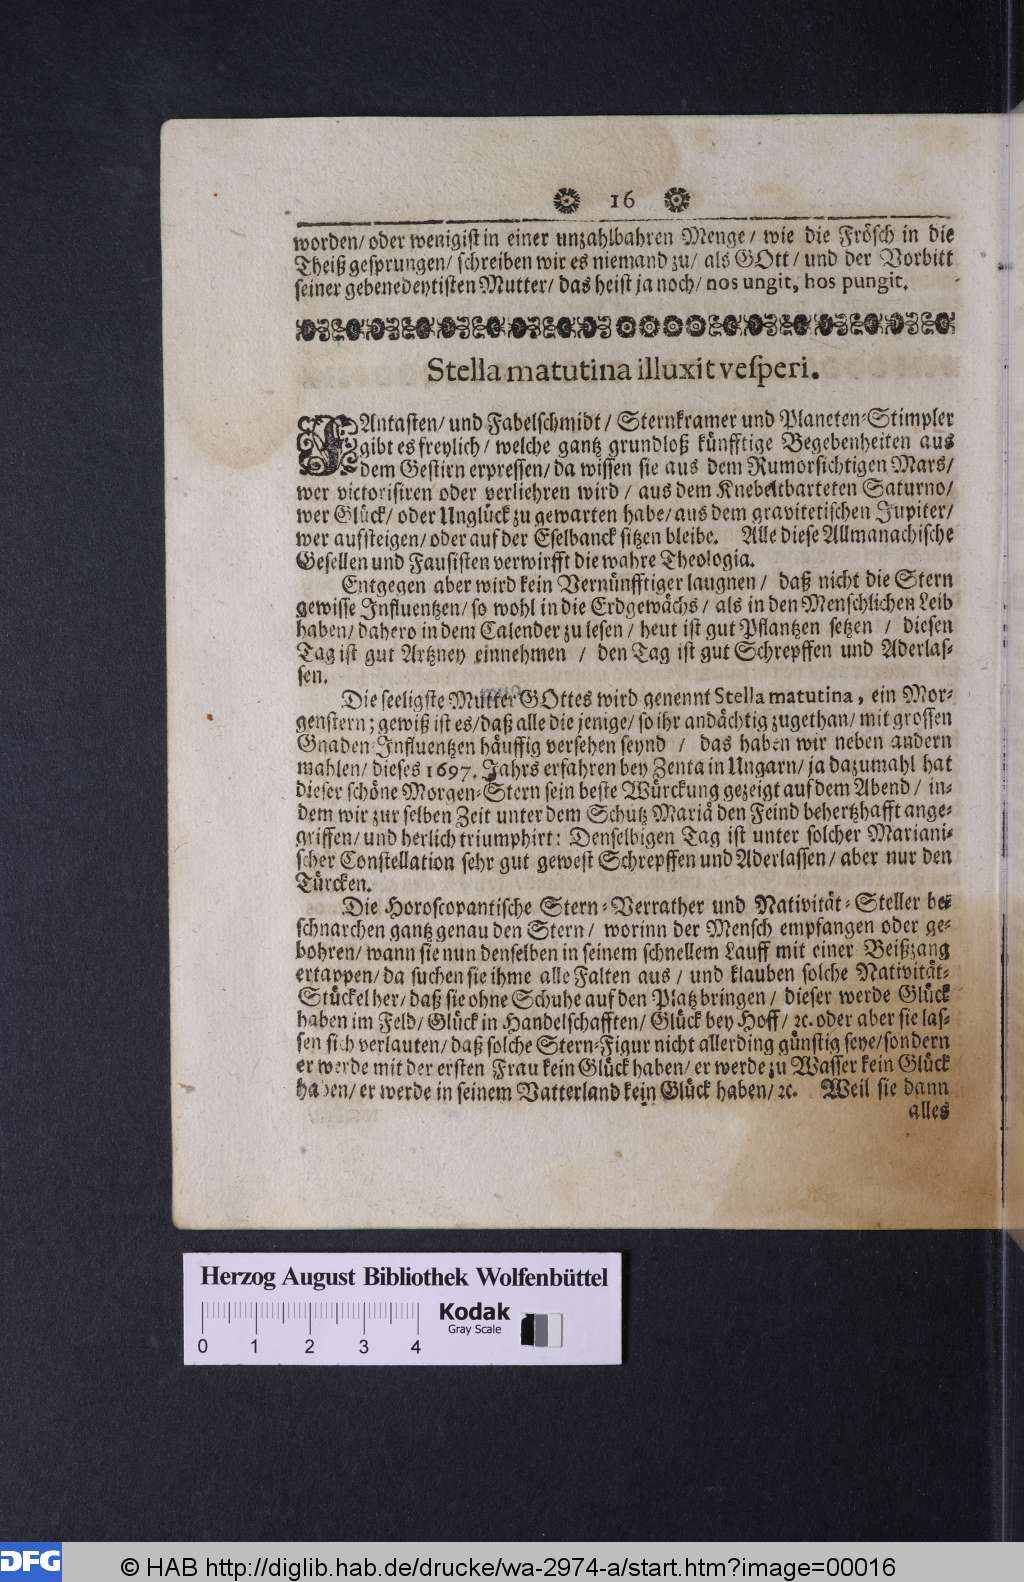 16
worden/ oder wenigist in einer unzahlbahren Menge/ wie die Frösch in die
Theiß gesprungen/ schreiben wir es niemand zu/ als GOtt/ und der Vorbitt
seiner gebenedeytisten Mutter/ das heist ja noch/ nos ungit, hos pungit.
Stella matutina illuxit vesperi.
FAntasten/ und Fabelschmidt/ Sternkramer und Planeten-Stimpler
gibt es freylich/ welche gantz grundloß künfftige Begebenheiten aus
dem Gestirn erpressen/ da wissen sie aus dem Rumorsichtigen Mars/
wer victorisiren oder verliehren wird/ aus dem Knebeltbarteten Saturno/
wer Glück/ oder Unglück zu gewarten habe/ aus dem gravitetischen Jupiter/
wer aufsteigen/ oder auf der Eselbanck sitzen bleibe. Alle diese Allmanachische
Gesellen und Fausisten verwirfft die wahre Theologia.
Entgegen aber wird kein Vernünfftiger laugnen/ daß nicht die Stern
gewisse Influentzen/ so wohl in die Erdgewächs/ als in den Menschlichen Leib
haben/ dahero in dem Calender zu lesen/ heut ist gut Pflantzen setzen / diesen
Tag ist gut Artzney einnehmen / den Tag ist gut Schrepffen und Aderlas-
sen.
Die seeligste Mutter GOttes wird genennt Stella matutina, ein Mor-
genstern; gewiß ist es/ daß alle die jenige/ so ihr andächtig zugethan/ mit grossen
Gnaden-Influentzen häuffig versehen seynd / das haben wir neben andern
mahlen/ dieses 1697. Jahrs erfahren bey Zenta in Ungarn/ ja dazumahl hat
dieser schöne Morgen-Stern sein beste Würckung gezeigt auf dem Abend/ in-
dem wir zur selben Zeit unter dem Schutz Mariä den Feind behertzhafft ange-
griffen/ und herlich triumphirt: Denselbigen Tag ist unter solcher Mariani-
scher Constellation sehr gut gewest Schrepffen und Aderlassen/ aber nur den
Türcken.
Die Horoscopantische Stern-Verrather und Nativität-Steller be-
schnarchen gantz genau den Stern/ worinn der Mensch empfangen oder ge-
bohren/ wann sie nun denselben in seinem schnellem Lauff mit einer Beißzang
ertappen/ da suchen sie ihme alle Falten aus/ und klauben solche Nativität-
Stückel her/ daß sie ohne Schuhe auf den Platz bringen/ dieser werde Glück
haben im Feld/ Glück in Handelschafften/ Glück bey Hoff/ ꝛc. oder aber sie las-
sen sich verlauten/ daß solche Stern-Figur nicht allerding günstig seye/ sondern
er werde mit der ersten Frau kein Glück haben/ er werde zu Wasser kein Glück
haben/ er werde in seinem Vatterland kein Glück haben/ ꝛc. Weil sie dann
alles
Herzog August Bibliothek Wolfenbüttel
Kodak
Gray Scale
0 1 2 3 4
DFG
© HAB http://diglib.hab.de/drucke/wa-2974-a/start.htm?image=00016